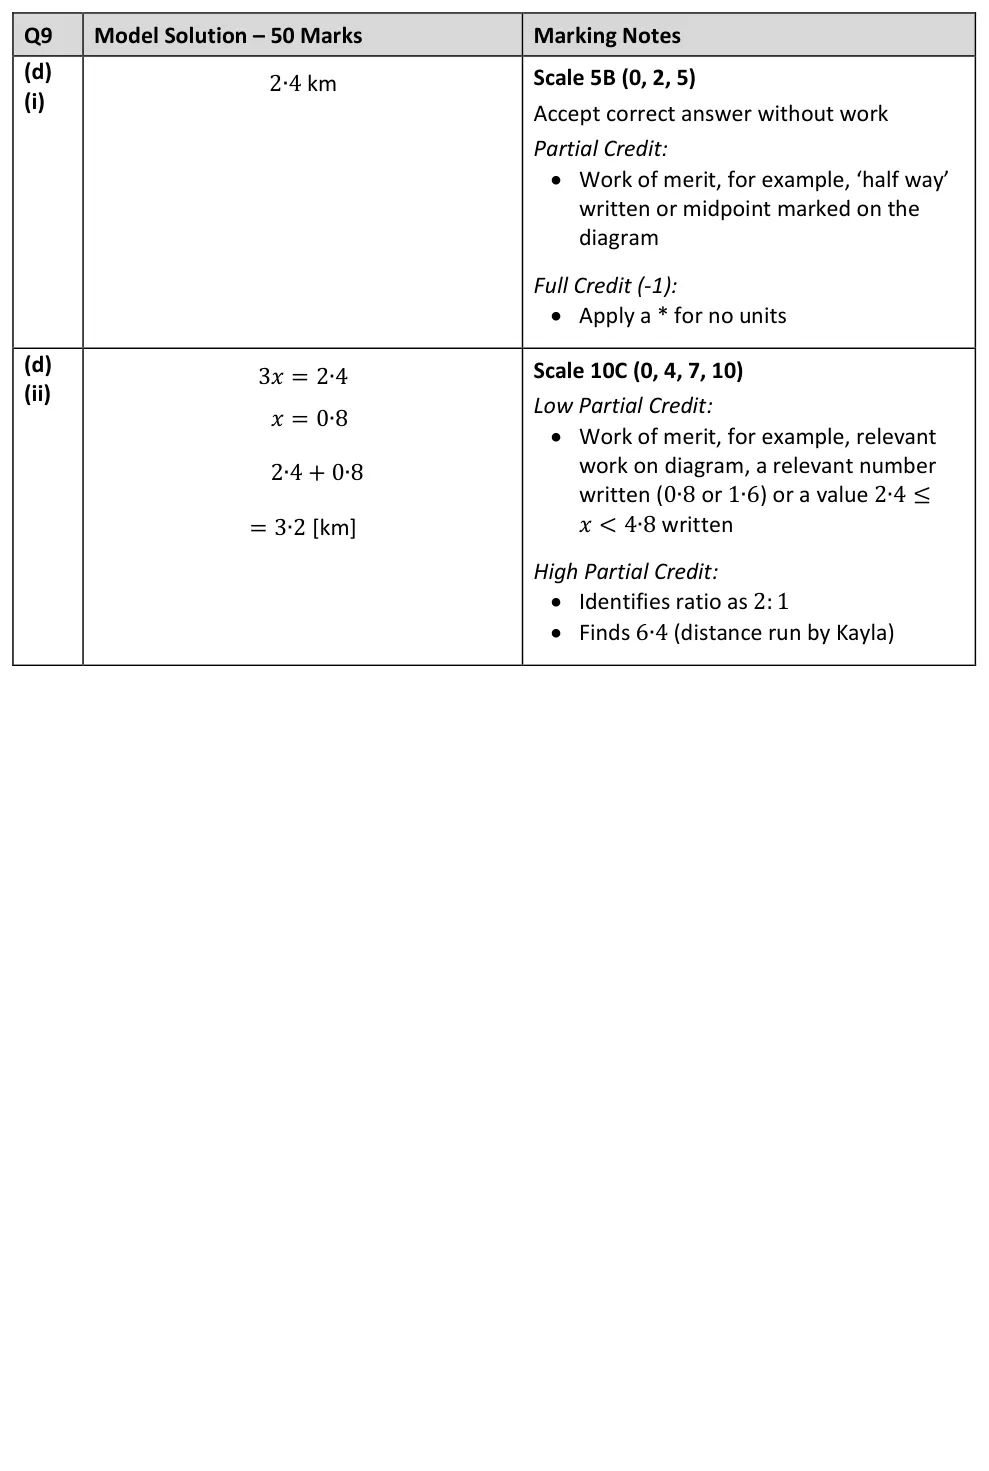 Q9 Model Solution – 50 Marks Marking Notes
(d)
(i)
2·4 km
Scale 5B (0, 2, 5)
Accept correct answer without work
Partial Credit:
• Work of merit, for example, ‘half way’
written or midpoint marked on the
diagram
Full Credit (-1):
• Apply a * for no units
(d)
(ii)
3𝑥 = 2·4
𝑥 = 0·8
2·4 + 0·8
= 3·2 [km]
Scale 10C (0, 4, 7, 10)
Low Partial Credit:
• Work of merit, for example, relevant
work on diagram, a relevant number
written (0·8 or 1·6) or a value 2·4 ≤
𝑥 < 4·8 written
High Partial Credit:
• Identifies ratio as 2: 1
• Finds 6·4 (distance run by Kayla)